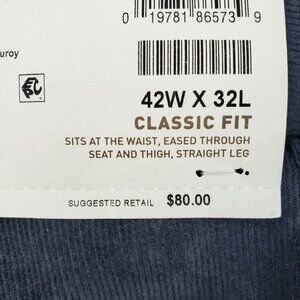 0 19781 86573 9
uroy
42W X 32L
CLASSIC FIT
SITS AT THE WAIST, EASED THROUGH
SEAT AND THIGH, STRAIGHT LEG
SUGGESTED RETAIL $80.00